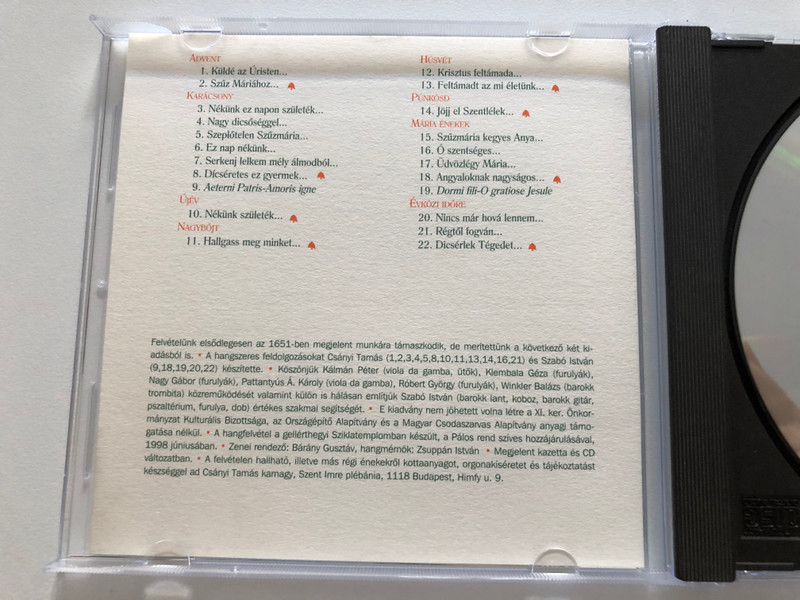 ADVENT
1. Küldé az Úristen...
2. Szűz Máriához...
KARÁCSONY
3. Nékünk ez napon születék...
4. Nagy dicsőséggel...
5. Szeplőtelen Szűzmária...
6. Ez nap nékünk...
7. Serkenj lelkem mély álmodból...
8. Dicséretes ez gyermek...
9. Aeterni Patris-Amoris igne
ÚJÉV
10. Nékünk születék...
NAGYBÖJT
11. Hallgass meg minket...
HÚSVÉT
12. Krisztus feltámada...
13. Feltámadt az mi életünk...
PÜNKÖSD
14. Jöjj el Szentlélek...
MÁRIA ÉNEKEK
15. Szűzmária kegyes Anya...
16. Ó szentséges...
17. Üdvözlégy Mária...
18. Angyaloknak nagyságos...
19. Dormi fili-O gratiose Jesule
ÉVKÖZI IDŐRE
20. Nincs már hová lennem...
21. Régtől fogván...
22. Dicsérlek Tégedet...
Felvételünk elsődlegesen az 1651-ben megjelent munkára támaszkodik, de merítettünk a következő két ki-
adásból is. • A hangszeres feldolgozásokat Csányi Tamás (1,2,3,4,5,8,10,11,13,14,16,21) és Szabó István
(9,18,19,20,22) készítette. • Köszönjük Kálmán Péter (viola da gamba, ütők), Klembala Géza (furulyák),
Nagy Gábor (furulyák), Pattantyús Á. Károly (viola da gamba), Róbert György (furulyák), Winkler Balázs (barokk
trombita) közreműködését valamint külön is hálásan említjük Szabó István (barokk lant, koboz, barokk gitár,
pszaltérium, furulya, dob) értékes szakmai segítségét. • E kiadvány nem jöhetett volna létre a XI. ker. Önkor-
mányzat Kulturális Bizottsága, az Országépítő Alapítvány és a Magyar Csodaszarvas Alapítvány anyagi támo-
gatása nélkül. • A hangfelvétel a gellérthegyi Sziklatemplomban készült, a Pálos rend szíves hozzájárulásával,
1998 júniusában. • Zenei rendező: Bárány Gusztáv, hangmérnök: Zsuppán István • Megjelent kazetta és CD
változatban. • A felvételen hallható, illetve más régi énekekről kottaanyagot, orgonakíséretet és tájékoztatást
készséggel ad Csányi Tamás karnagy, Szent Imre plébánia, 1118 Budapest, Himfy u. 9.